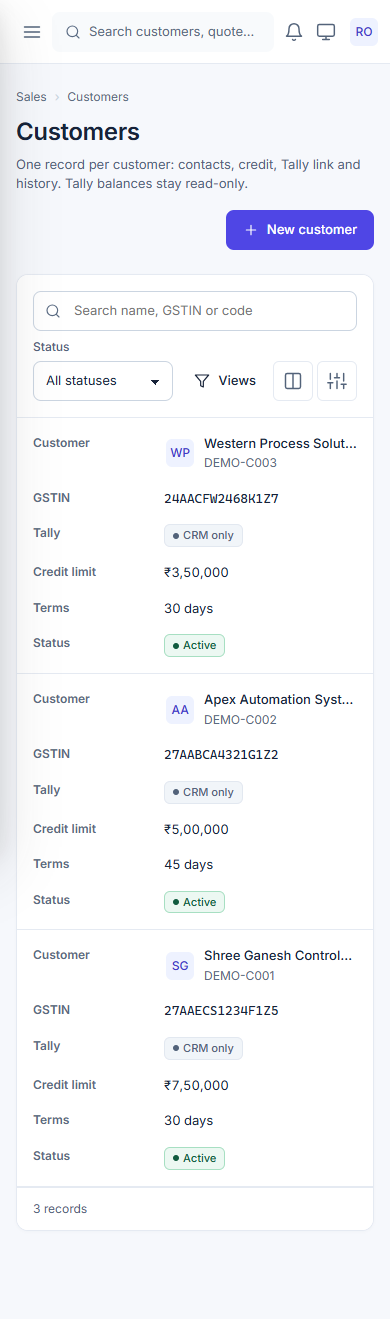 Search customers, quote...
RO
Sales › Customers
Customers
One record per customer: contacts, credit, Tally link and
history. Tally balances stay read-only.
+ New customer
Search name, GSTIN or code
Status
All statuses
Views
Customer
WP
Western Process Solut...
DEMO-C003
GSTIN
24AACFW2468K1Z7
Tally
CRM only
Credit limit
₹3,50,000
Terms
30 days
Status
Active
Customer
AA
Apex Automation Syst...
DEMO-C002
GSTIN
27AABCA4321G1Z2
Tally
CRM only
Credit limit
₹5,00,000
Terms
45 days
Status
Active
Customer
SG
Shree Ganesh Control...
DEMO-C001
GSTIN
27AAECS1234F1Z5
Tally
CRM only
Credit limit
₹7,50,000
Terms
30 days
Status
Active
3 records